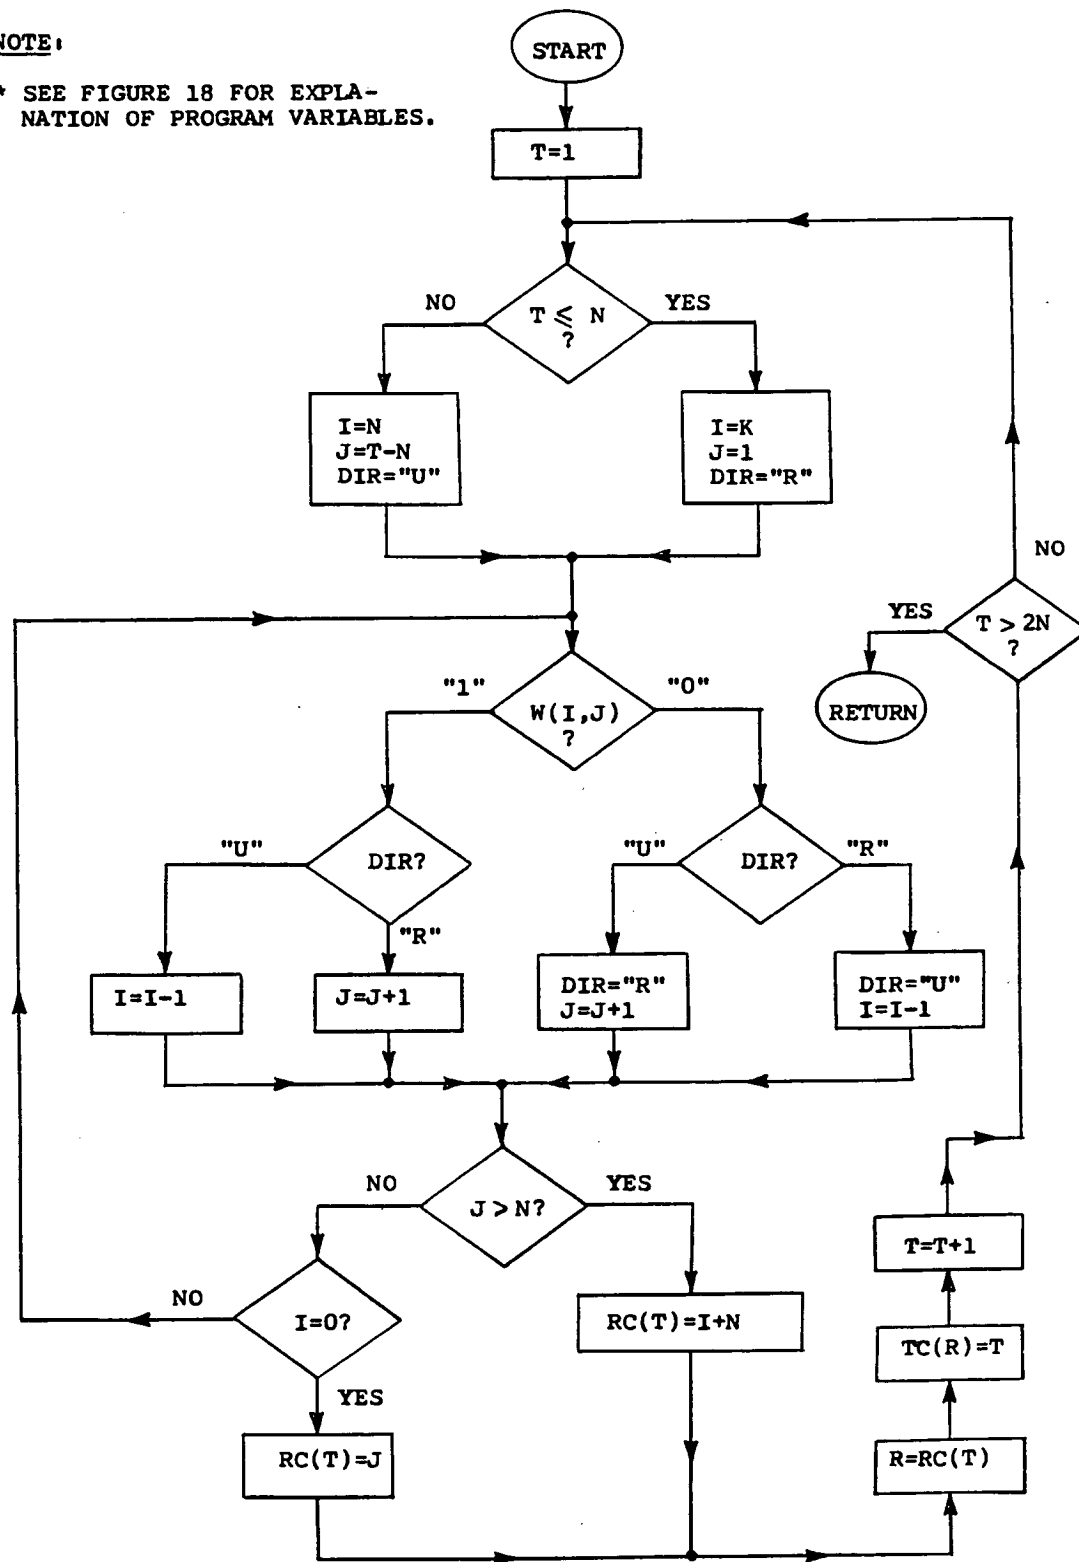 NOTE:
* SEE FIGURE 18 FOR EXPLA-
NATION OF PROGRAM VARIABLES.
START
T=1
NO
T ≤ N
?
YES
I=N
J=T-N
DIR="U"
I=K
J=1
DIR="R"
NO
YES
T > 2N
?
RETURN
"1"
W(I,J)
?
"0"
"U"
DIR?
"R"
"U"
DIR?
"R"
I=I-1
J=J+1
DIR="R"
J=J+1
DIR="U"
I=I-1
NO
J > N?
YES
NO
I=0?
YES
RC(T)=J
RC(T)=I+N
T=T+1
TC(R)=T
R=RC(T)